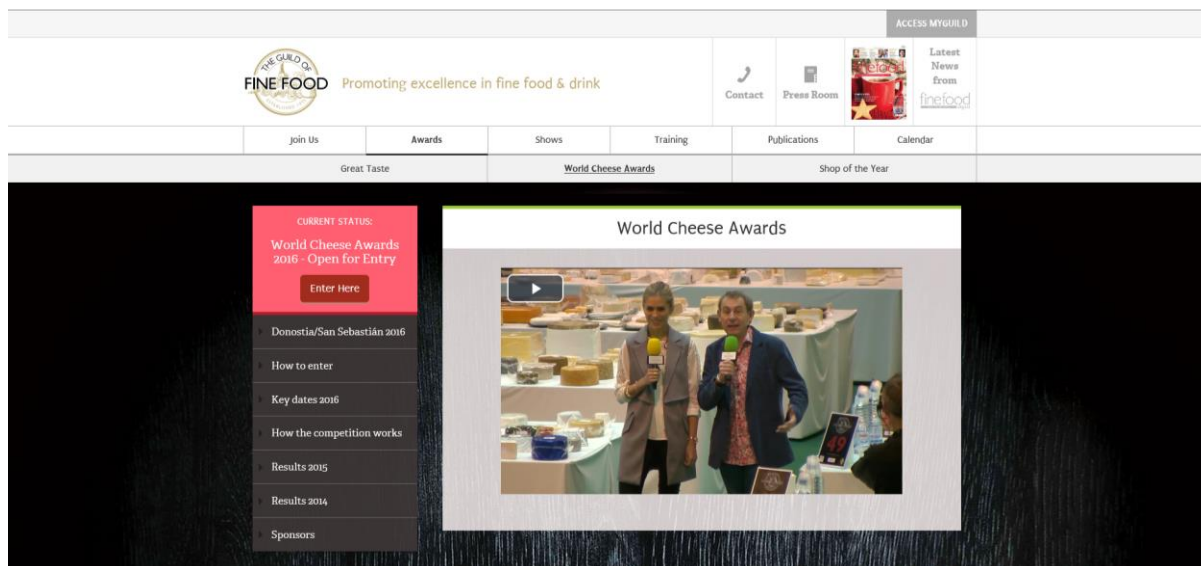 ACCESS MYGUILD
THE GUILD OF
FINE FOOD
Promoting excellence in fine food & drink
Contact
Press Room
Latest
News
from
finefood
Join Us
Awards
Shows
Training
Publications
Calendar
Great Taste
World Cheese Awards
Shop of the Year
CURRENT STATUS:
World Cheese Awards
2016 - Open for Entry
Enter Here
Donostia/San Sebastián 2016
How to enter
Key dates 2016
How the competition works
Results 2015
Results 2014
Sponsors
World Cheese Awards
49